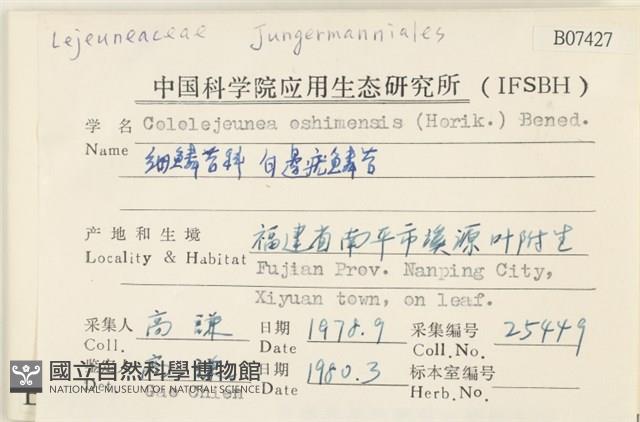 Lejeuneaceae Jungermanniales
B07427
中国科学院应用生态研究所 (IFSBH)
学名 Cololejeunea oshimensis (Horik.) Bened.
Name 细鳞苔科 白边疣鳞苔
产地和生境 福建省南平市溪源叶附生
Locality & Habitat Fujian Prov. Nanping City,
Xiyuan town, on leaf.
采集人 高謙 日期 1978.9 采集编号 25449
Coll. Date Coll.No.
日期 1980.3 标本室编号
Date Herb.No.
國立自然科學博物館
NATIONAL MUSEUM OF NATURAL SCIENCE